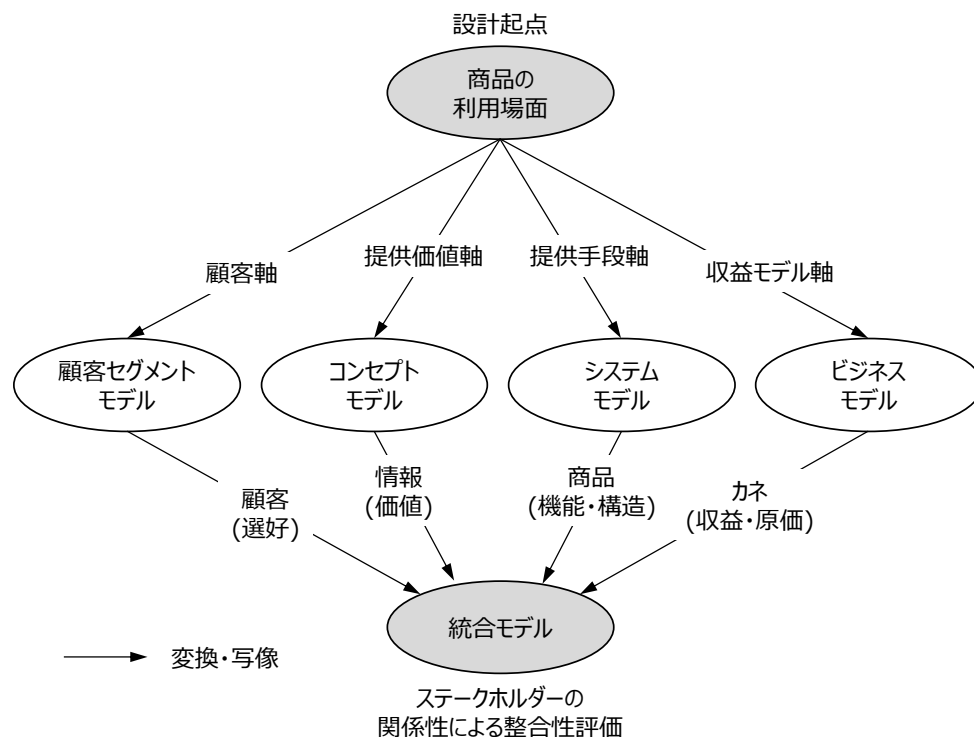 設計起点
商品の
利用場面
顧客軸
提供価値軸
提供手段軸
収益モデル軸
顧客セグメント
モデル
コンセプト
モデル
システム
モデル
ビジネス
モデル
顧客
(選好)
情報
(価値)
商品
(機能・構造)
カネ
(収益・原価)
統合モデル
変換・写像
ステークホルダーの
関係性による整合性評価